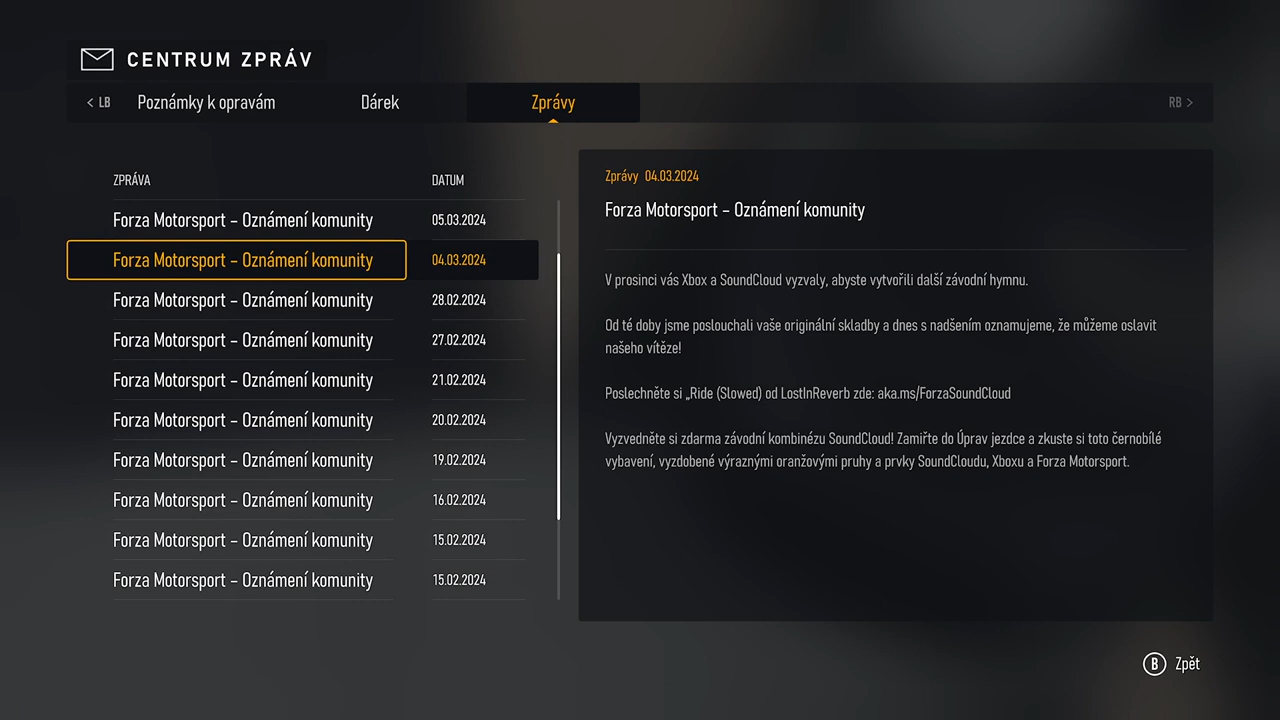 CENTRUM ZPRÁV
< LB Poznámky k opravám Dárek Zprávy RB >
ZPRÁVA DATUM
Forza Motorsport – Oznámení komunity 05.03.2024
Forza Motorsport – Oznámení komunity 04.03.2024
Forza Motorsport – Oznámení komunity 28.02.2024
Forza Motorsport – Oznámení komunity 27.02.2024
Forza Motorsport – Oznámení komunity 21.02.2024
Forza Motorsport – Oznámení komunity 20.02.2024
Forza Motorsport – Oznámení komunity 19.02.2024
Forza Motorsport – Oznámení komunity 16.02.2024
Forza Motorsport – Oznámení komunity 15.02.2024
Forza Motorsport – Oznámení komunity 15.02.2024
Zprávy 04.03.2024
Forza Motorsport – Oznámení komunity
V prosinci vás Xbox a SoundCloud vyzvaly, abyste vytvořili další závodní hymnu.
Od té doby jsme poslouchali vaše originální skladby a dnes s nadšením oznamujeme, že můžeme oslavit
našeho vítěze!
Poslechněte si „Ride (Slowed) od LostInReverb zde: aka.ms/ForzaSoundCloud
Vyzvedněte si zdarma závodní kombinézu SoundCloud! Zamiřte do Úprav jezdce a zkuste si toto černobílé
vybavení, vyzdobené výraznými oranžovými pruhy a prvky SoundCloudu, Xboxu a Forza Motorsport.
B Zpět